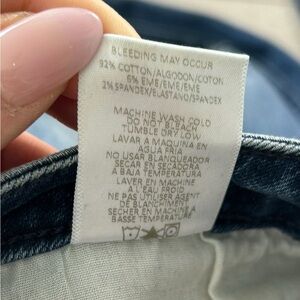 BLEEDING MAY OCCUR
92% COTTON/ALGODON/COTON
6% EME/EME/EME
2% SPANDEX/ELASTANO/SPANDEX
MACHINE WASH COLD
DO NOT BLEACH
TUMBLE DRY LOW
LAVAR A MAQUINA EN
AGUA FRIA
NO USAR BLANQUEADOR
SECAR EN SECADORA
A BAJA TEMPERATURA
LAVER EN MACHINE
A L'EAU FROID
NE PAS UTILISER AGENT
DE BLANCHIMENT
SECHER EN MACHINE A
BASSE TEMPERATURE